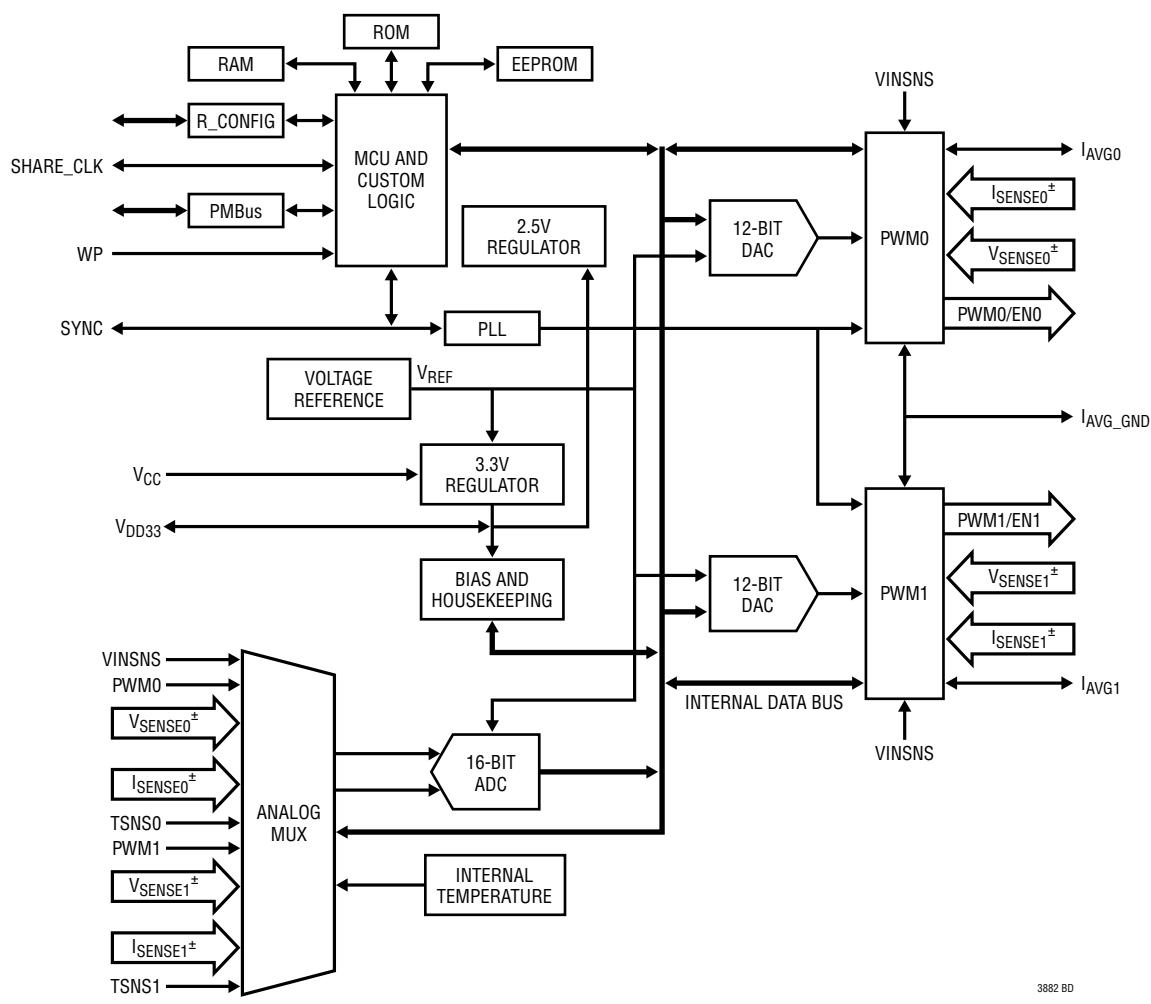 ROM
RAM
EEPROM
VINSNS
R_CONFIG
MCU AND
CUSTOM
LOGIC
SHARE_CLK
PMBus
WP
2.5V
REGULATOR
12-BIT
DAC
PWM0
IAVG0
ISENSE0±
VSENSE0±
PWM0/EN0
SYNC
PLL
VOLTAGE
REFERENCE
VREF
IAVG_GND
VCC
3.3V
REGULATOR
VDD33
BIAS AND
HOUSEKEEPING
12-BIT
DAC
PWM1
PWM1/EN1
VSENSE1±
ISENSE1±
IAVG1
INTERNAL DATA BUS
VINSNS
VINSNS
PWM0
VSENSE0±
ISENSE0±
TSNS0
PWM1
VSENSE1±
ISENSE1±
TSNS1
ANALOG
MUX
16-BIT
ADC
INTERNAL
TEMPERATURE
3882 BD